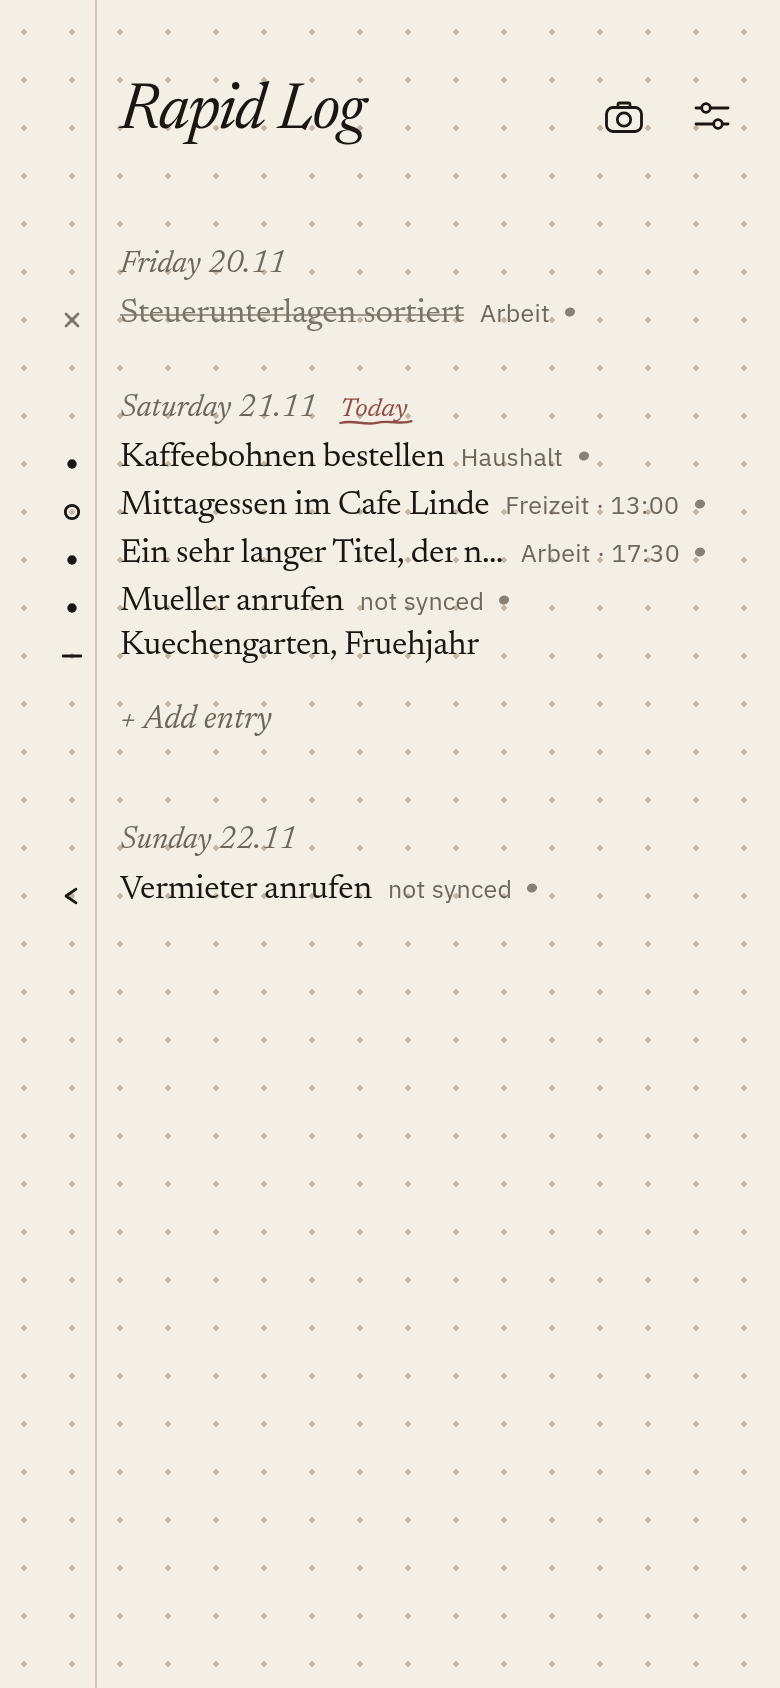 Rapid Log
Friday 20.11
× Steuerunterlagen sortiert Arbeit •
Saturday 21.11 Today
• Kaffeebohnen bestellen Haushalt •
○ Mittagessen im Cafe Linde Freizeit · 13:00 •
• Ein sehr langer Titel, der n... Arbeit · 17:30 •
• Mueller anrufen not synced •
— Kuechengarten, Fruehjahr
+ Add entry
Sunday 22.11
< Vermieter anrufen not synced •